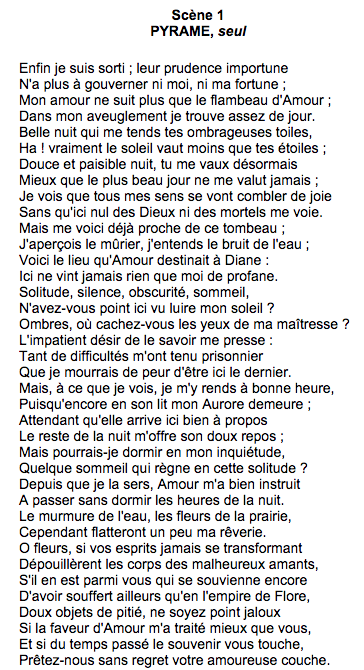 Scène 1
PYRAME, seul
Enfin je suis sorti ; leur prudence importune
N'a plus à gouverner ni moi, ni ma fortune ;
Mon amour ne suit plus que le flambeau d'Amour ;
Dans mon aveuglement je trouve assez de jour.
Belle nuit qui me tends tes ombrageuses toiles,
Ha ! vraiment le soleil vaut moins que tes étoiles ;
Douce et paisible nuit, tu me vaux désormais
Mieux que le plus beau jour ne me valut jamais ;
Je vois que tous mes sens se vont combler de joie
Sans qu'ici nul des Dieux ni des mortels me voie.
Mais me voici déjà proche de ce tombeau ;
J'aperçois le mûrier, j'entends le bruit de l'eau ;
Voici le lieu qu'Amour destinait à Diane :
Ici ne vint jamais rien que moi de profane.
Solitude, silence, obscurité, sommeil,
N'avez-vous point ici vu luire mon soleil ?
Ombres, où cachez-vous les yeux de ma maîtresse ?
L'impatient désir de le savoir me presse :
Tant de difficultés m'ont tenu prisonnier
Que je mourrais de peur d'être ici le dernier.
Mais, à ce que je vois, je m'y rends à bonne heure,
Puisqu'encore en son lit mon Aurore demeure ;
Attendant qu'elle arrive ici bien à propos
Le reste de la nuit m'offre son doux repos ;
Mais pourrais-je dormir en mon inquiétude,
Quelque sommeil qui règne en cette solitude ?
Depuis que je la sers, Amour m'a bien instruit
A passer sans dormir les heures de la nuit.
Le murmure de l'eau, les fleurs de la prairie,
Cependant flatteront un peu ma rêverie.
O fleurs, si vos esprits jamais se transformant
Dépouillèrent les corps des malheureux amants,
S'il en est parmi vous qui se souvienne encore
D'avoir souffert ailleurs qu'en l'empire de Flore,
Doux objets de pitié, ne soyez point jaloux
Si la faveur d'Amour m'a traité mieux que vous,
Et si du temps passé le souvenir vous touche,
Prêtez-nous sans regret votre amoureuse couche.